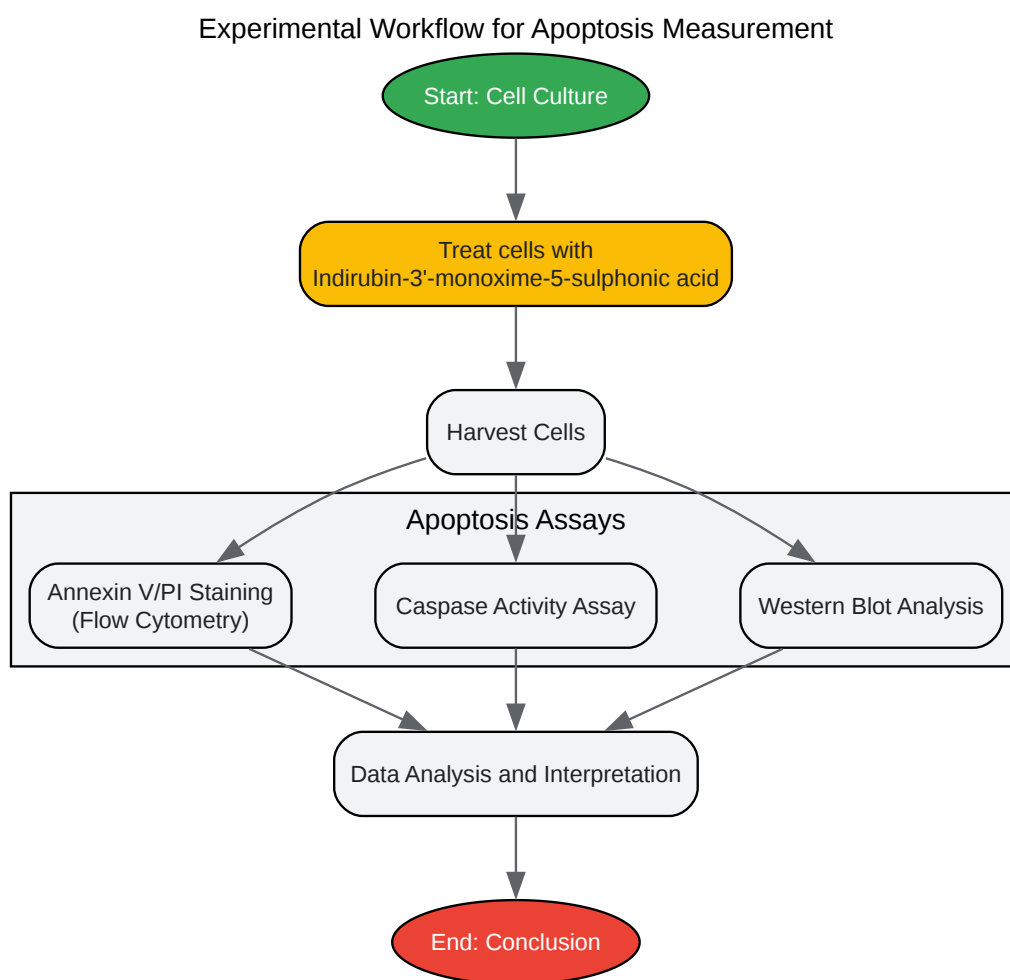 Experimental Workflow for Apoptosis Measurement
Start: Cell Culture
Treat cells with
Indirubin-3'-monoxime-5-sulphonic acid
Harvest Cells
Apoptosis Assays
Annexin V/PI Staining
(Flow Cytometry)
Caspase Activity Assay
Western Blot Analysis
Data Analysis and Interpretation
End: Conclusion